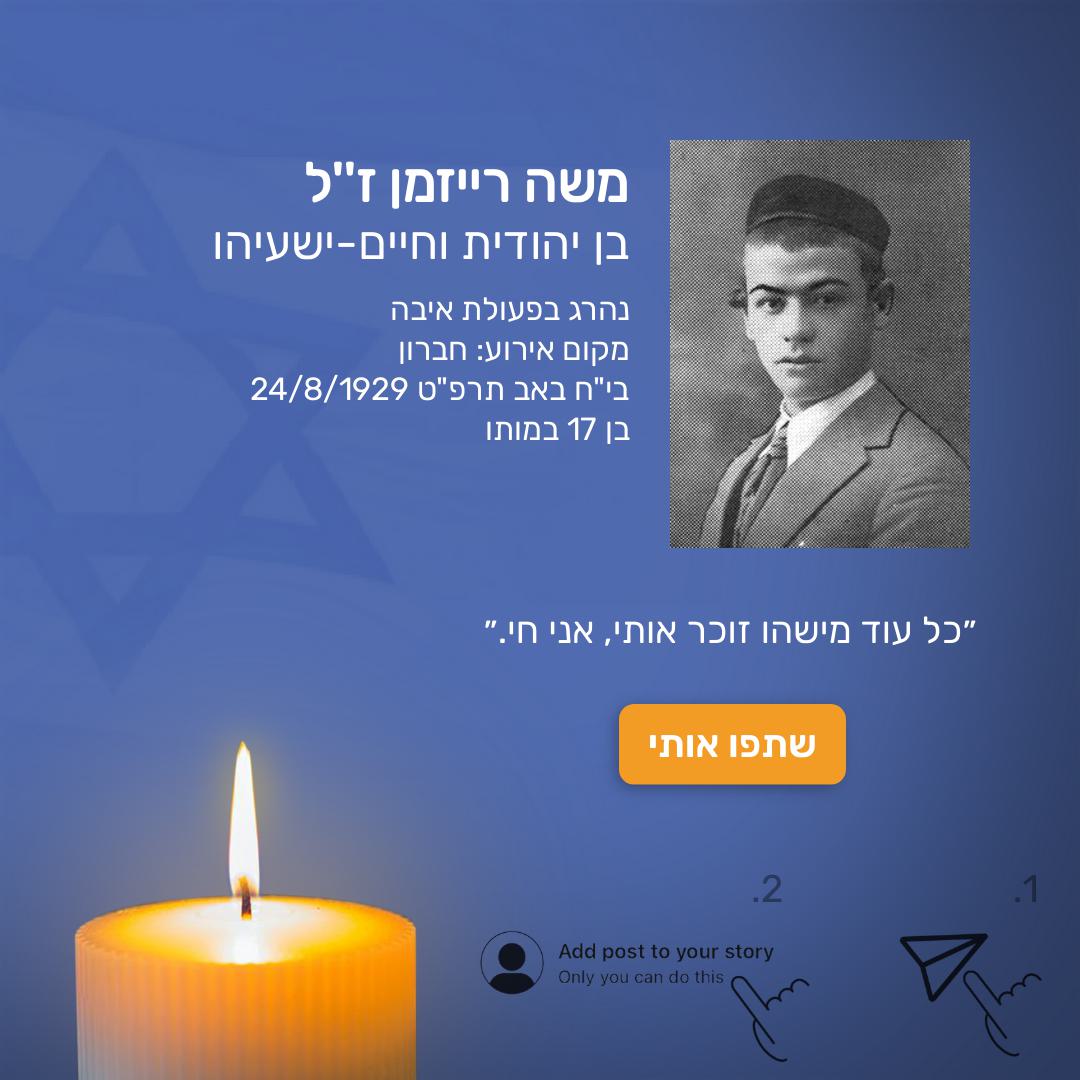 משה רייזמן ז"ל
בן יהודית וחיים-ישעיהו
נהרג בפעולת איבה
מקום אירוע: חברון
בי"ח באב תרפ"ט 24/8/1929
בן 17 במותו
״כל עוד מישהו זוכר אותי, אני חי.״
שתפו אותי
.1
.2
Add post to your story
Only you can do this